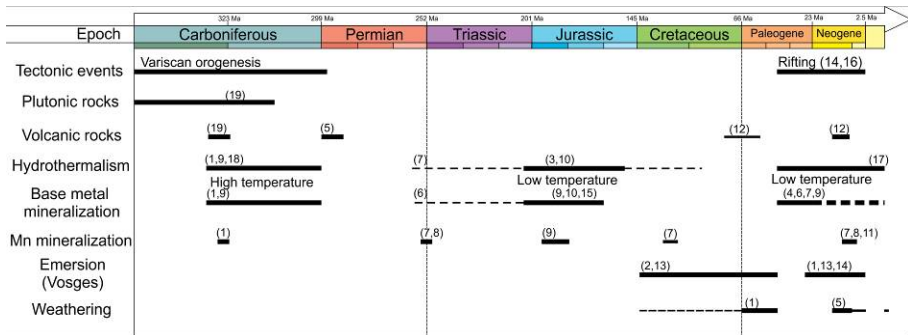 323 Ma 299 Ma 252 Ma 201 Ma 145 Ma 66 Ma 23 Ma 2.5 Ma
Epoch Carboniferous Permian Triassic Jurassic Cretaceous Paleogene Neogene
Tectonic events Variscan orogenesis Rifting (14,16)
Plutonic rocks (19)
Volcanic rocks (19) (5) (12) (12)
Hydrothermalism (1,9,18) (7) (3,10) (17)
High temperature Low temperature Low temperature
Base metal
mineralization (1,9) (6) (9,10,15) (4,6,7,9)
Mn mineralization (1) (7,8) (9) (7) (7,8,11)
Emersion
(Vosges) (2,13) (1,13,14)
Weathering (1) (5)